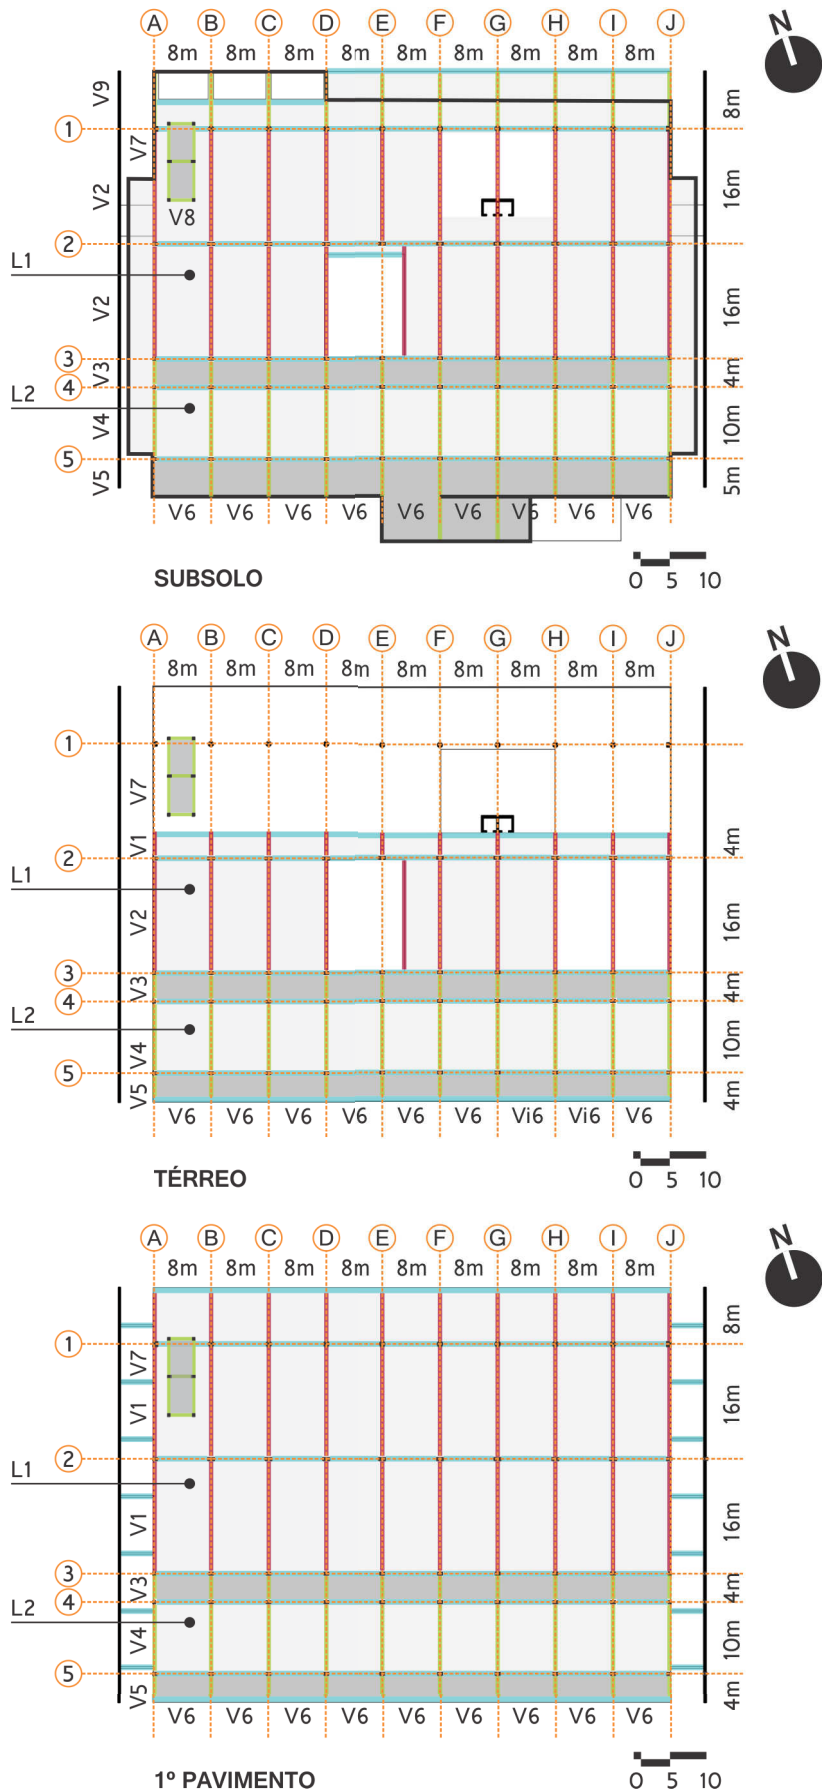 A B C D E F G H I J
N
8m 8m 8m 8m 8m 8m 8m 8m 8m
V9
8m
1
V7
V2
16m
V8
2
L1
V2
16m
3
V3
4m
4
L2
V4
10m
5
V5
5m
V6 V6 V6 V6 V6 V6 V6 V6 V6
SUBSOLO
0 5 10
A B C D E F G H I J
N
8m 8m 8m 8m 8m 8m 8m 8m 8m
1
V7
V1
4m
2
L1
V2
16m
3
V3
4m
4
L2
V4
10m
5
V5
4m
V6 V6 V6 V6 V6 V6 Vi6 Vi6 V6
TÉRREO
0 5 10
A B C D E F G H I J
N
8m 8m 8m 8m 8m 8m 8m 8m 8m
8m
1
V7
V1
16m
2
L1
V1
16m
3
V3
4m
4
L2
V4
10m
5
V5
4m
V6 V6 V6 V6 V6 V6 V6 V6 V6
1º PAVIMENTO
0 5 10